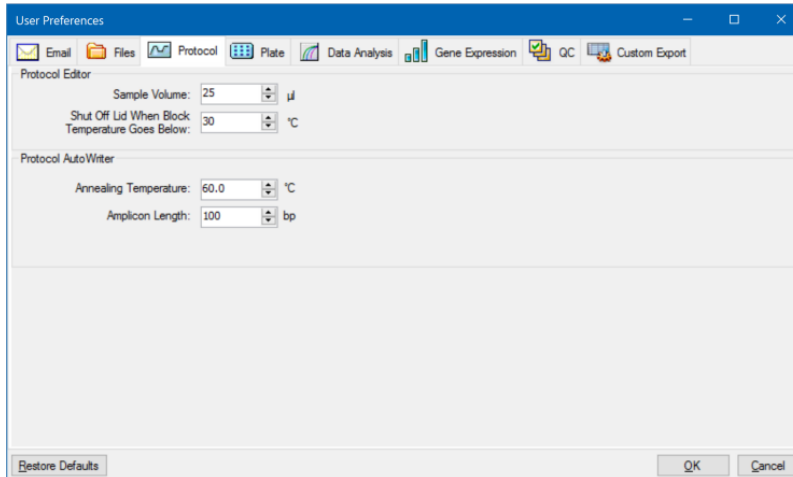 User Preferences
Email Files Protocol Plate Data Analysis Gene Expression QC Custom Export
Protocol Editor
Sample Volume: 25 µl
Shut Off Lid When Block
Temperature Goes Below: 30 °C
Protocol AutoWriter
Annealing Temperature: 60.0 °C
Amplicon Length: 100 bp
Restore Defaults OK Cancel